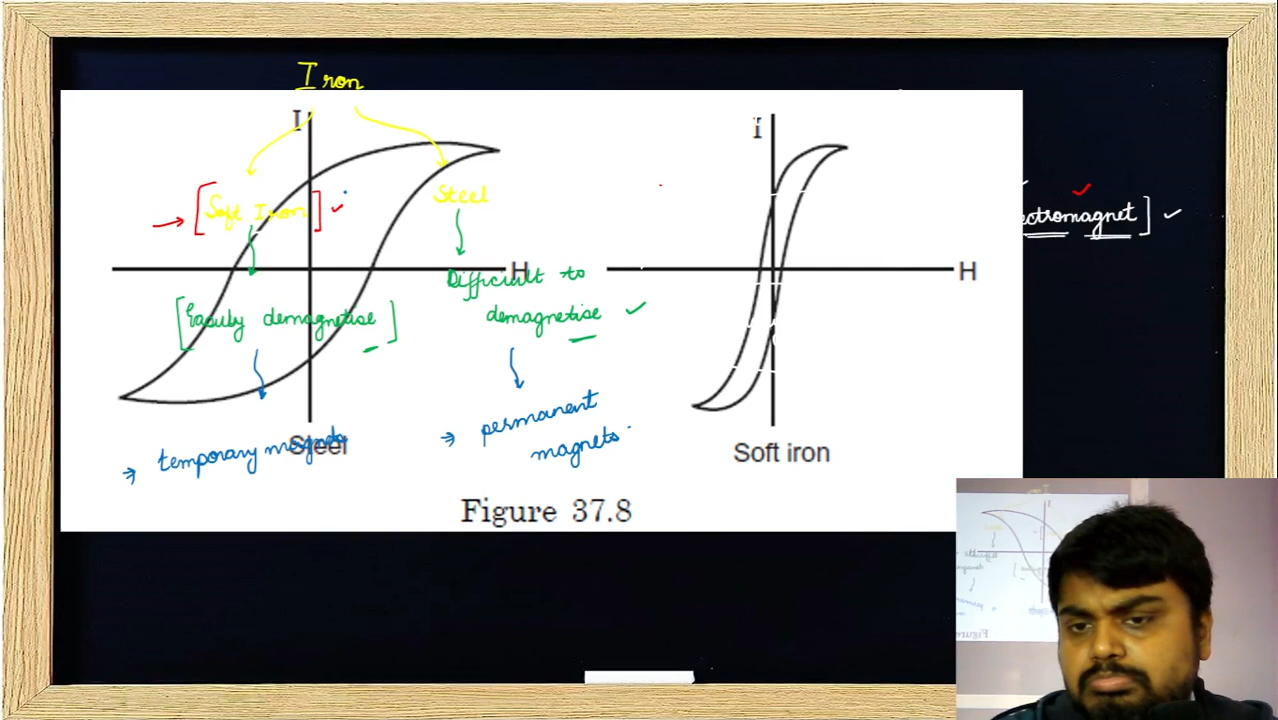 Iron
I
I
Soft Iron
Steel
ectromagnet
H
H
Difficult to
demagnetise
Easily demagnetise
permanent
magnets
temporary magnets
Steel
Soft iron
Figure 37.8